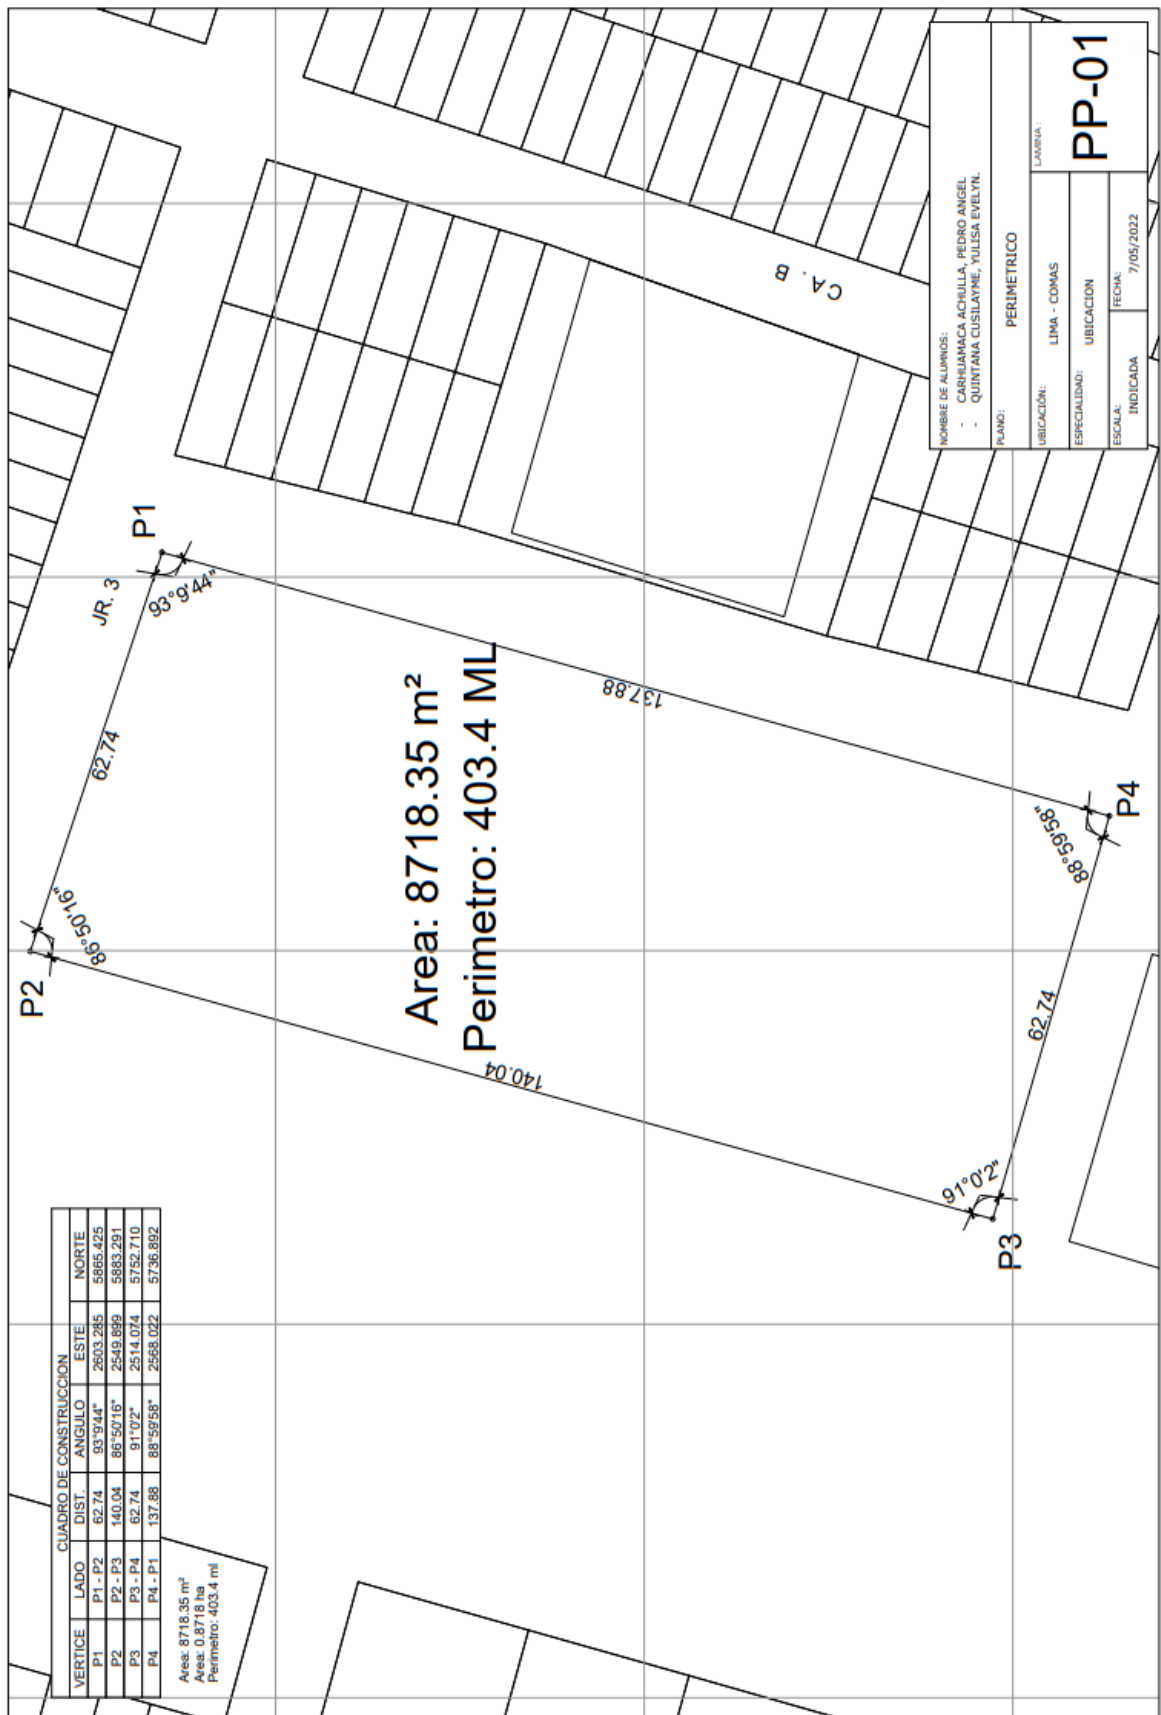 CUADRO DE CONSTRUCCION
VERTICE LADO DIST. ANGULO ESTE NORTE
P1 P1 - P2 62.74 93°9'44" 2603.285 5865.425
P2 P2 - P3 140.04 86°50'16" 2549.899 5883.291
P3 P3 - P4 62.74 91°0'2" 2514.074 5752.710
P4 P4 - P1 137.88 88°59'58" 2568.022 5736.892
Area: 8718.35 m²
Area: 0.8718 ha
Perimetro: 403.4 ml
P2
86°50'16"
62.74
JR. 3
P1
93°9'44"
Area: 8718.35 m²
Perimetro: 403.4 ML
140.04
137.88
P3
91°0'2"
62.74
88°59'58"
P4
CA. B
NOMBRE DE ALUMNOS:
- CARHUAMACA ACHULLA, PEDRO ANGEL
- QUINTANA CUSILAYME, YULISA EVELYN.
PLANO:
PERIMETRICO
UBICACIÓN:
LIMA - COMAS
ESPECIALIDAD:
UBICACION
ESCALA:
INDICADA
FECHA:
7/05/2022
LAMINA :
PP-01